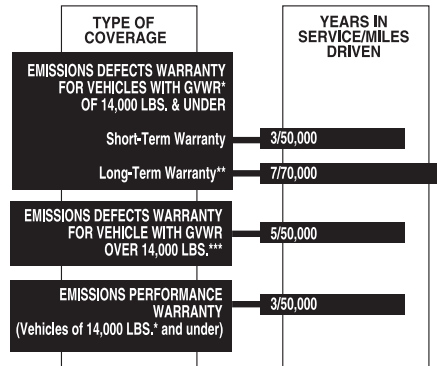 TYPE OF
COVERAGE
YEARS IN
SERVICE/MILES
DRIVEN
EMISSIONS DEFECTS WARRANTY
FOR VEHICLES WITH GVWR*
OF 14,000 LBS. & UNDER
Short-Term Warranty
3/50,000
Long-Term Warranty**
7/70,000
EMISSIONS DEFECTS WARRANTY
FOR VEHICLE WITH GVWR
OVER 14,000 LBS.***
5/50,000
EMISSIONS PERFORMANCE
WARRANTY
(Vehicles of 14,000 LBS.* and under)
3/50,000